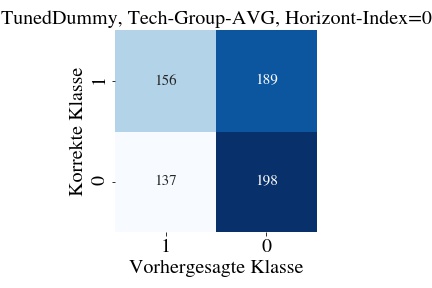 TunedDummy, Tech-Group-AVG, Horizont-Index=0
Korrekte Klasse
1
156
189
0
137
198
1
0
Vorhergesagte Klasse